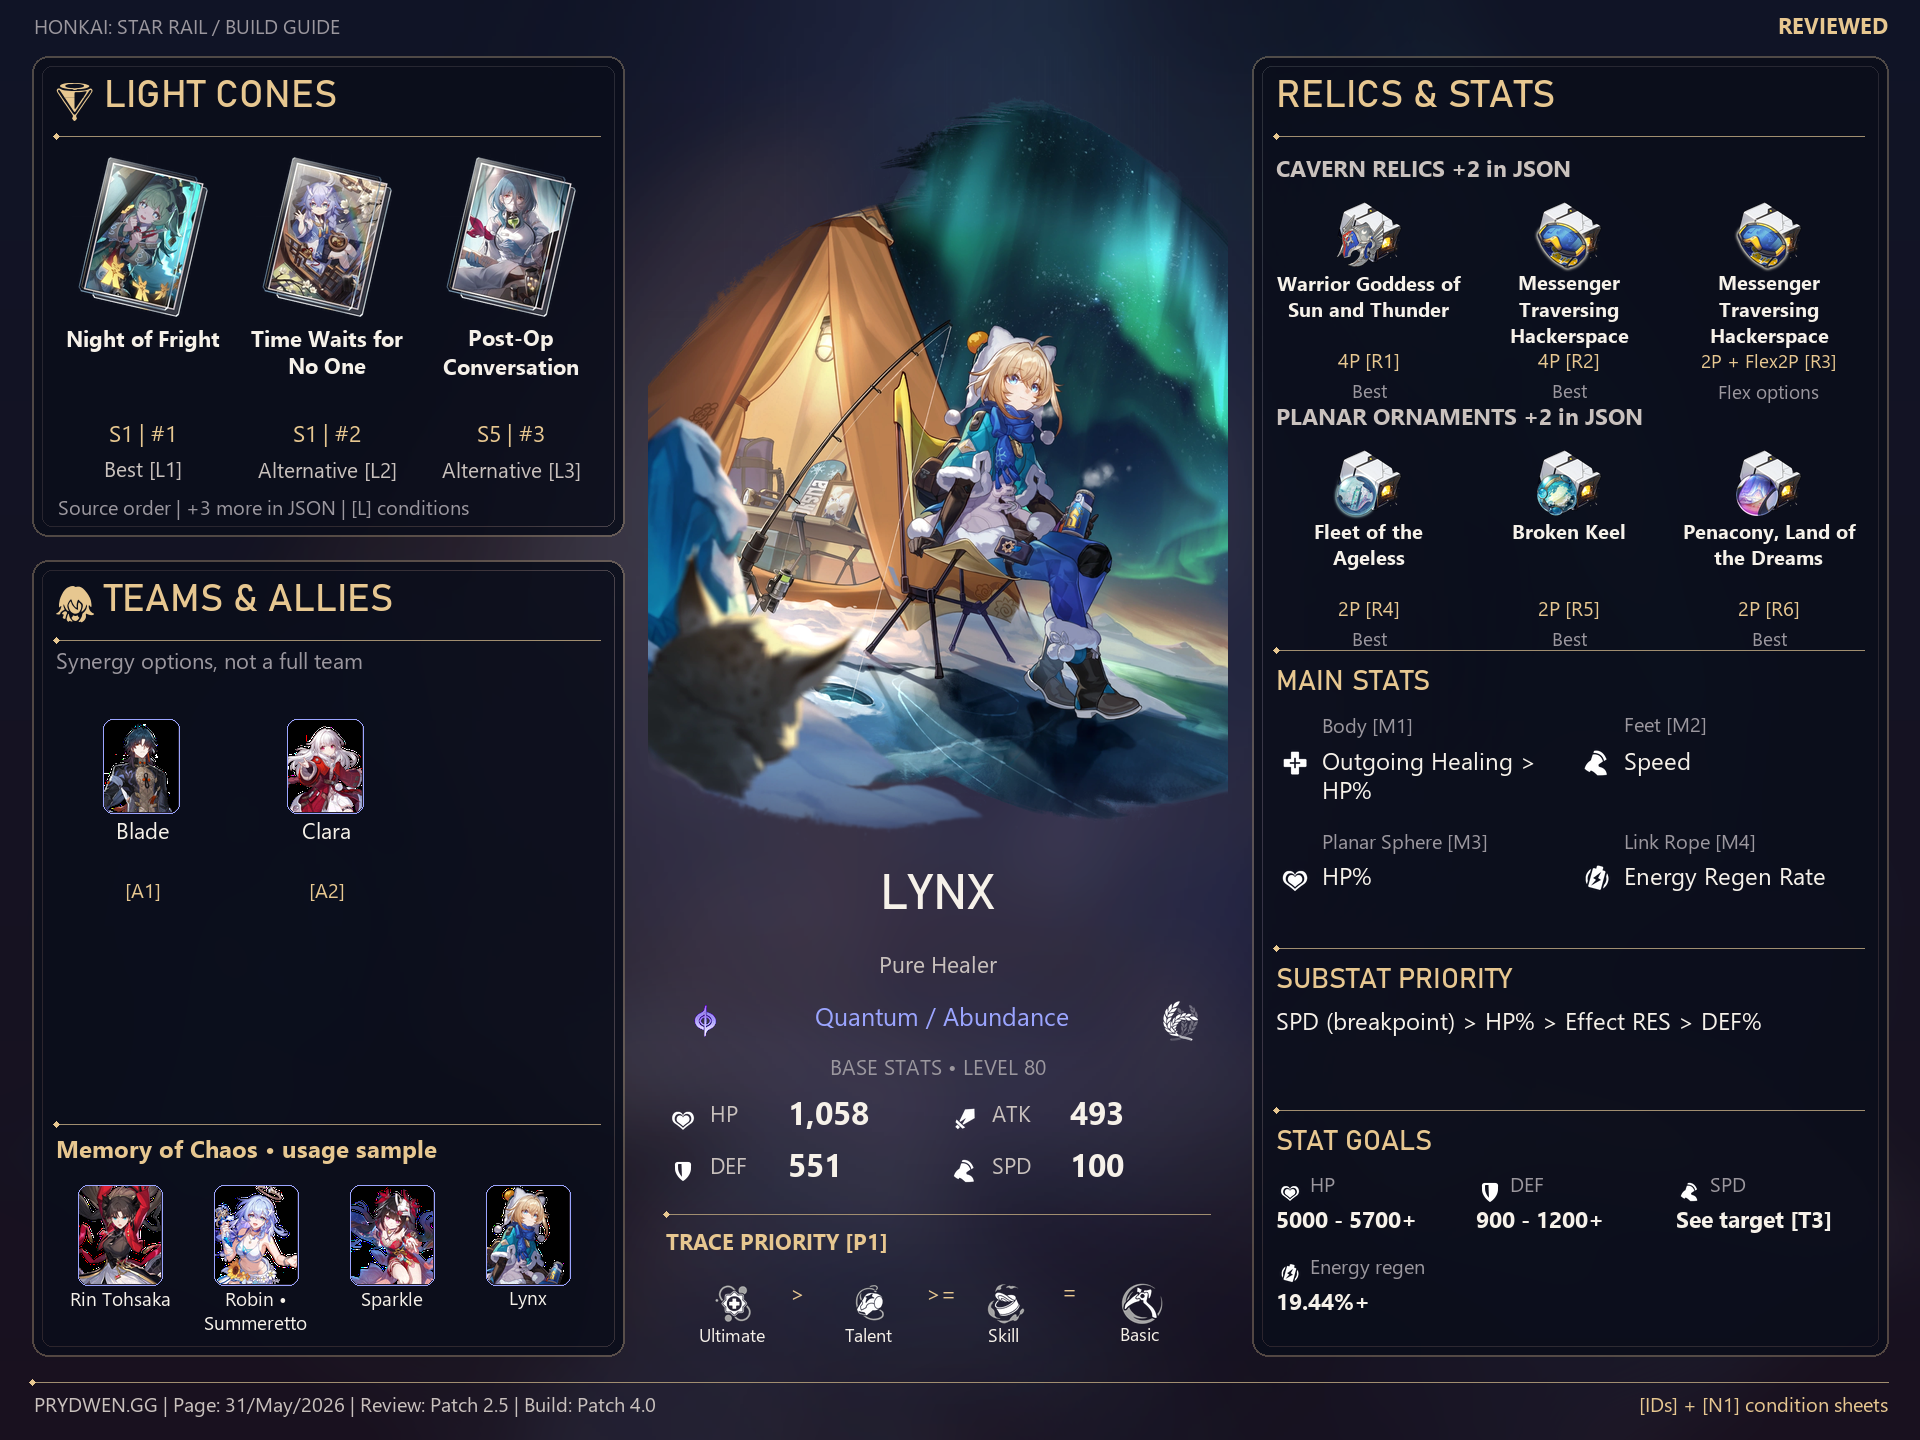 HONKAI: STAR RAIL / BUILD GUIDE
REVIEWED
LIGHT CONES
Night of Fright
Time Waits for
No One
Post-Op
Conversation
S1 | #1
S1 | #2
S5 | #3
Best [L1]
Alternative [L2]
Alternative [L3]
Source order | +3 more in JSON | [L] conditions
TEAMS & ALLIES
Synergy options, not a full team
Blade
Clara
[A1]
[A2]
Memory of Chaos • usage sample
Rin Tohsaka
Robin •
Summeretto
Sparkle
Lynx
LYNX
Pure Healer
Quantum / Abundance
BASE STATS • LEVEL 80
HP 1,058
ATK 493
DEF 551
SPD 100
TRACE PRIORITY [P1]
> >= =
Ultimate
Talent
Skill
Basic
RELICS & STATS
CAVERN RELICS +2 in JSON
Warrior Goddess of
Sun and Thunder
4P [R1]
Best
Messenger
Traversing
Hackerspace
4P [R2]
Best
Messenger
Traversing
Hackerspace
2P + Flex2P [R3]
Flex options
PLANAR ORNAMENTS +2 in JSON
Fleet of the
Ageless
2P [R4]
Best
Broken Keel
2P [R5]
Best
Penacony, Land of
the Dreams
2P [R6]
Best
MAIN STATS
Body [M1]
Outgoing Healing >
HP%
Feet [M2]
Speed
Planar Sphere [M3]
HP%
Link Rope [M4]
Energy Regen Rate
SUBSTAT PRIORITY
SPD (breakpoint) > HP% > Effect RES > DEF%
STAT GOALS
HP
5000 - 5700+
DEF
900 - 1200+
SPD
See target [T3]
Energy regen
19.44%+
PRYDWEN.GG | Page: 31/May/2026 | Review: Patch 2.5 | Build: Patch 4.0
[IDs] + [N1] condition sheets